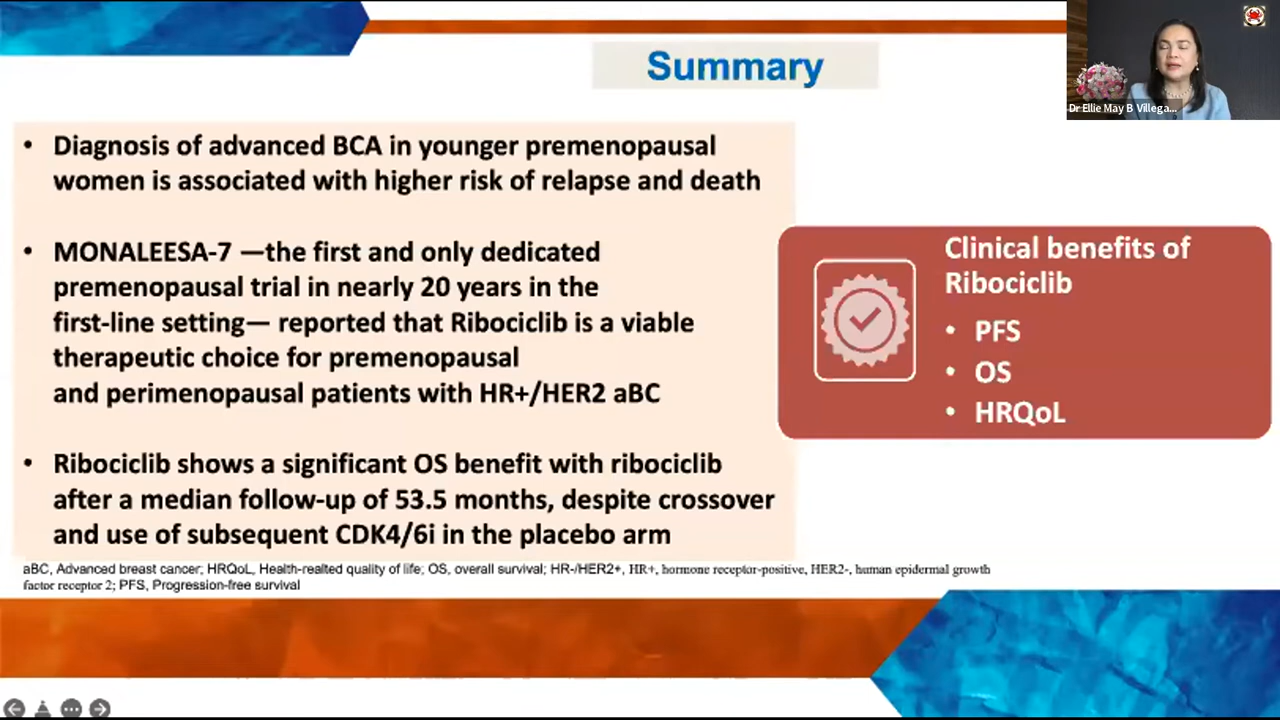 Summary
Dr Ellie May B Villega...
• Diagnosis of advanced BCA in younger premenopausal
women is associated with higher risk of relapse and death
• MONALEESA-7 —the first and only dedicated
premenopausal trial in nearly 20 years in the
first-line setting— reported that Ribociclib is a viable
therapeutic choice for premenopausal
and perimenopausal patients with HR+/HER2 aBC
• Ribociclib shows a significant OS benefit with ribociclib
after a median follow-up of 53.5 months, despite crossover
and use of subsequent CDK4/6i in the placebo arm
Clinical benefits of
Ribociclib
• PFS
• OS
• HRQoL
aBC, Advanced breast cancer; HRQoL, Health-realted quality of life; OS, overall survival; HR-/HER2+, HR+, hormone receptor-positive, HER2-, human epidermal growth
factor receptor 2; PFS, Progression-free survival